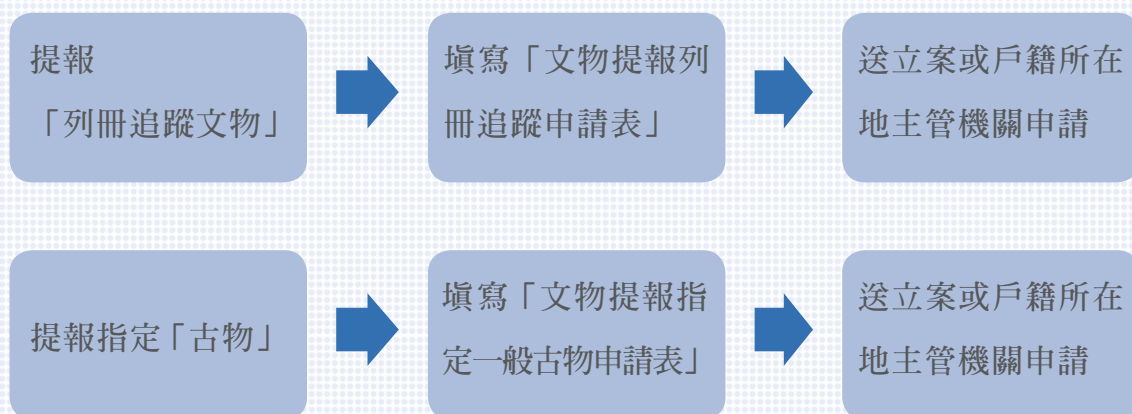 提報
「列冊追蹤文物」
填寫「文物提報列
冊追蹤申請表」
送立案或戶籍所在
地主管機關申請
提報指定「古物」
填寫「文物提報指
定一般古物申請表」
送立案或戶籍所在
地主管機關申請